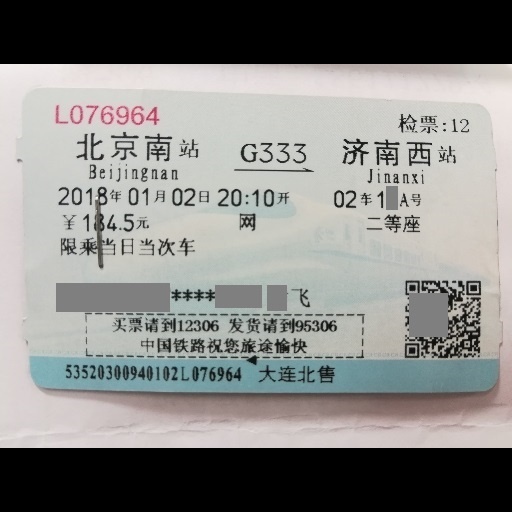 L076964
检票:12
北京南站 G333 济南西站
Beijingnan Jinanxi
2018年01月02日20:10开 02车1 A号
￥184.5元 网 二等座
限乘当日当次车
**** 飞
买票请到12306 发货请到95306
中国铁路祝您旅途愉快
53520300940102L076964 大连北售